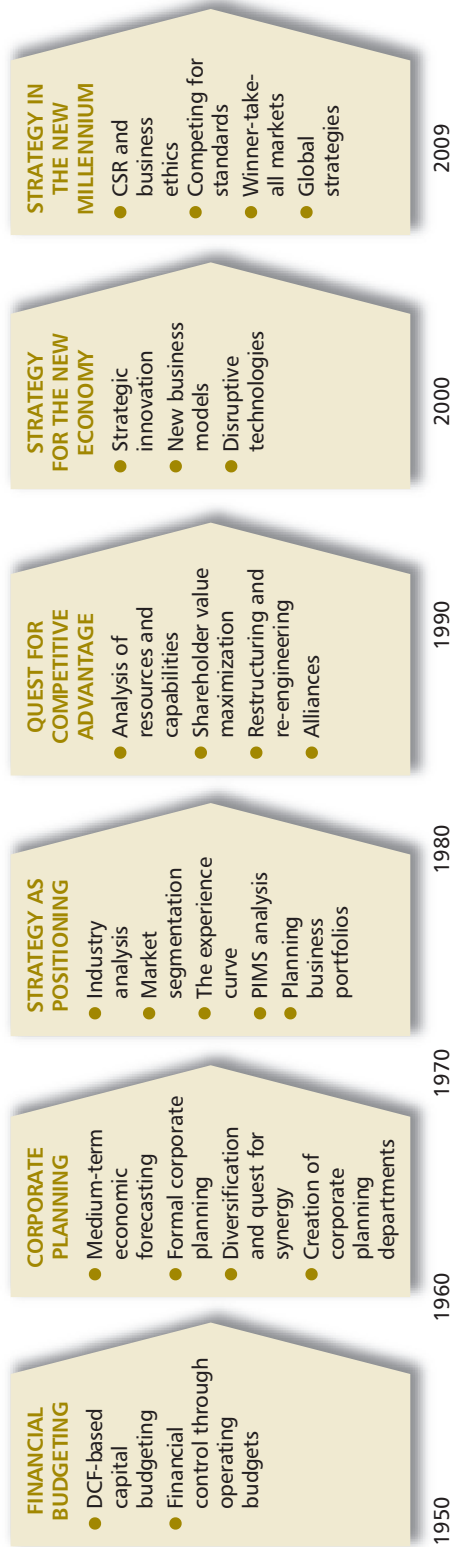 FINANCIAL
BUDGETING
● DCF-based
capital
budgeting
● Financial
control through
operating
budgets
CORPORATE
PLANNING
● Medium-term
economic
forecasting
● Formal corporate
planning
● Diversification
and quest for
synergy
● Creation of
corporate
planning
departments
STRATEGY AS
POSITIONING
● Industry
analysis
● Market
segmentation
● The experience
curve
● PIMS analysis
● Planning
business
portfolios
QUEST FOR
COMPETITIVE
ADVANTAGE
● Analysis of
resources and
capabilities
● Shareholder value
maximization
● Restructuring and
re-engineering
● Alliances
STRATEGY
FOR THE NEW
ECONOMY
● Strategic
innovation
● New business
models
● Disruptive
technologies
STRATEGY IN
THE NEW
MILLENNIUM
● CSR and
business
ethics
● Competing for
standards
● Winner-take-
all markets
● Global
strategies
1950 1960 1970 1980 1990 2000 2009